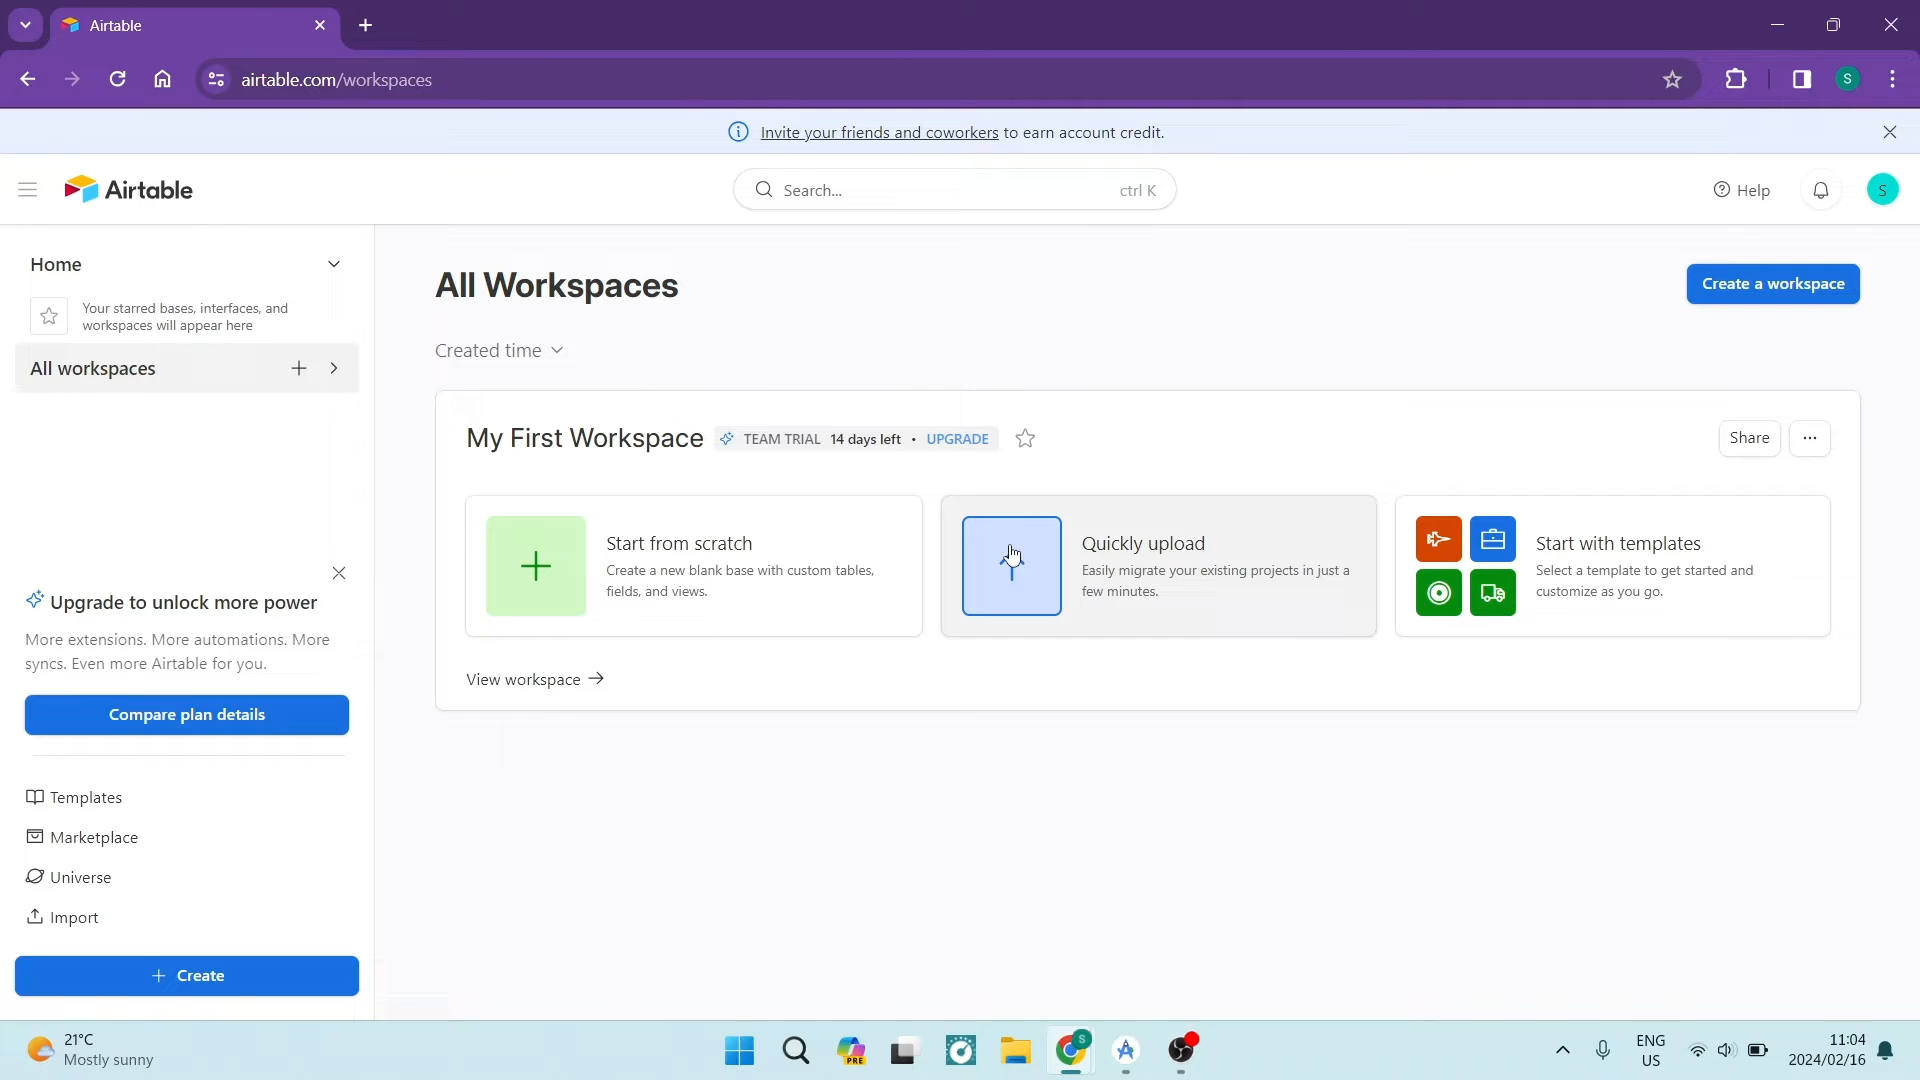 Airtable
airtable.com/workspaces
S
Invite your friends and coworkers to earn account credit.
Airtable
Search...
ctrl K
Help
S
Home
Your starred bases, interfaces, and
workspaces will appear here
All workspaces
All Workspaces
Create a workspace
Created time
My First Workspace
TEAM TRIAL 14 days left • UPGRADE
Share
Start from scratch
Create a new blank base with custom tables,
fields, and views.
Quickly upload
Easily migrate your existing projects in just a
few minutes.
Start with templates
Select a template to get started and
customize as you go.
View workspace
Upgrade to unlock more power
More extensions. More automations. More
syncs. Even more Airtable for you.
Compare plan details
Templates
Marketplace
Universe
Import
Create
21°C
Mostly sunny
PRE
S
ENG
US
11:04
2024/02/16